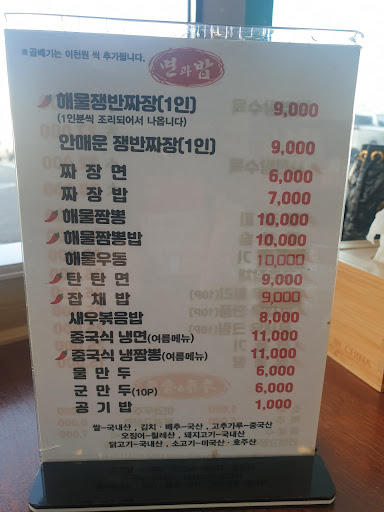 *곱빼기는 이천원 씩 추가됩니다.
면과밥
해물쟁반짜장(1인) 9,000
(1인분씩 조리되어서 나옵니다)
안매운 쟁반짜장(1인) 9,000
짜장면 6,000
짜장밥 7,000
해물짬뽕 10,000
해물짬뽕밥 10,000
해물우동 10,000
탄탄면 9,000
잡채밥 9,000
새우볶음밥 8,000
중국식 냉면(여름메뉴) 11,000
중국식 냉짬뽕(여름메뉴) 11,000
물만두 6,000
군만두(10P) 6,000
공기밥 1,000
쌀-국내산, 김치·배추-국산, 고추가루-중국산
오징어-칠레산, 돼지고기-국내산
닭고기-국내산, 소고기-미국산·호주산